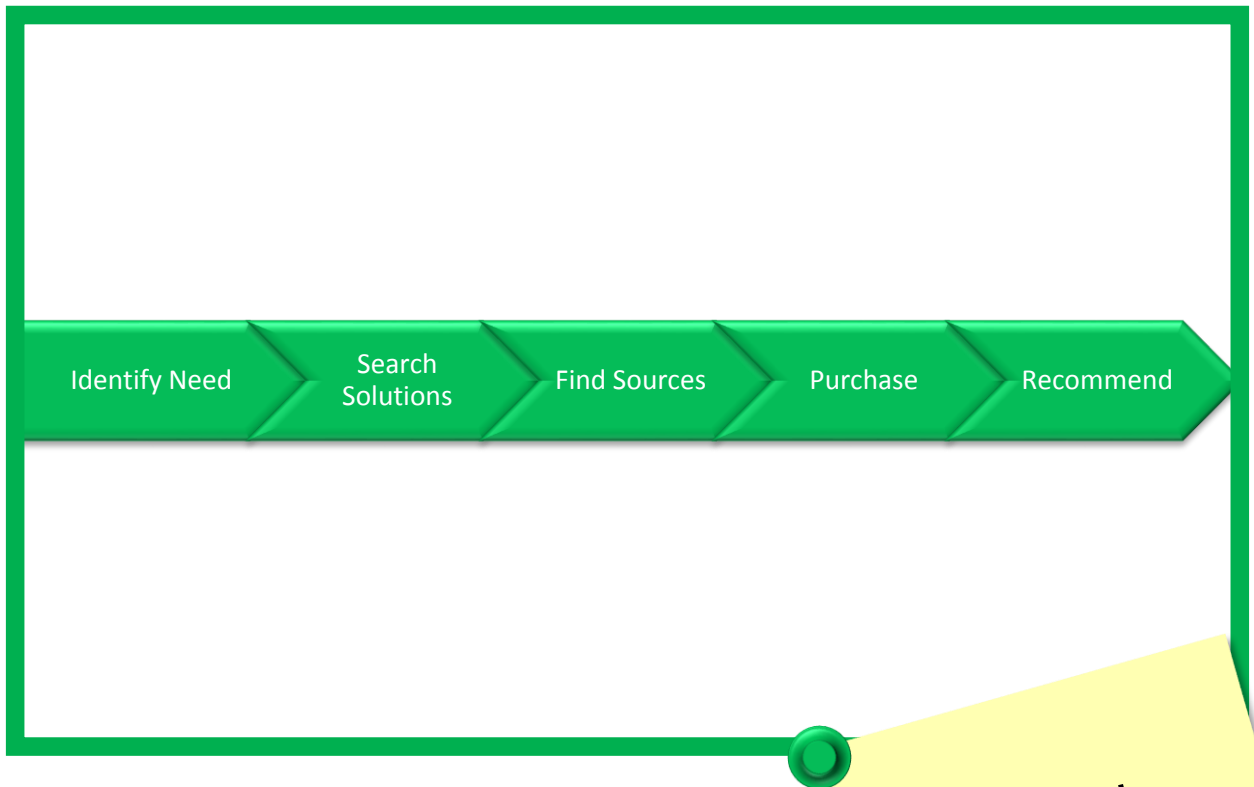 Identify Need
Search
Solutions
Find Sources
Purchase
Recommend